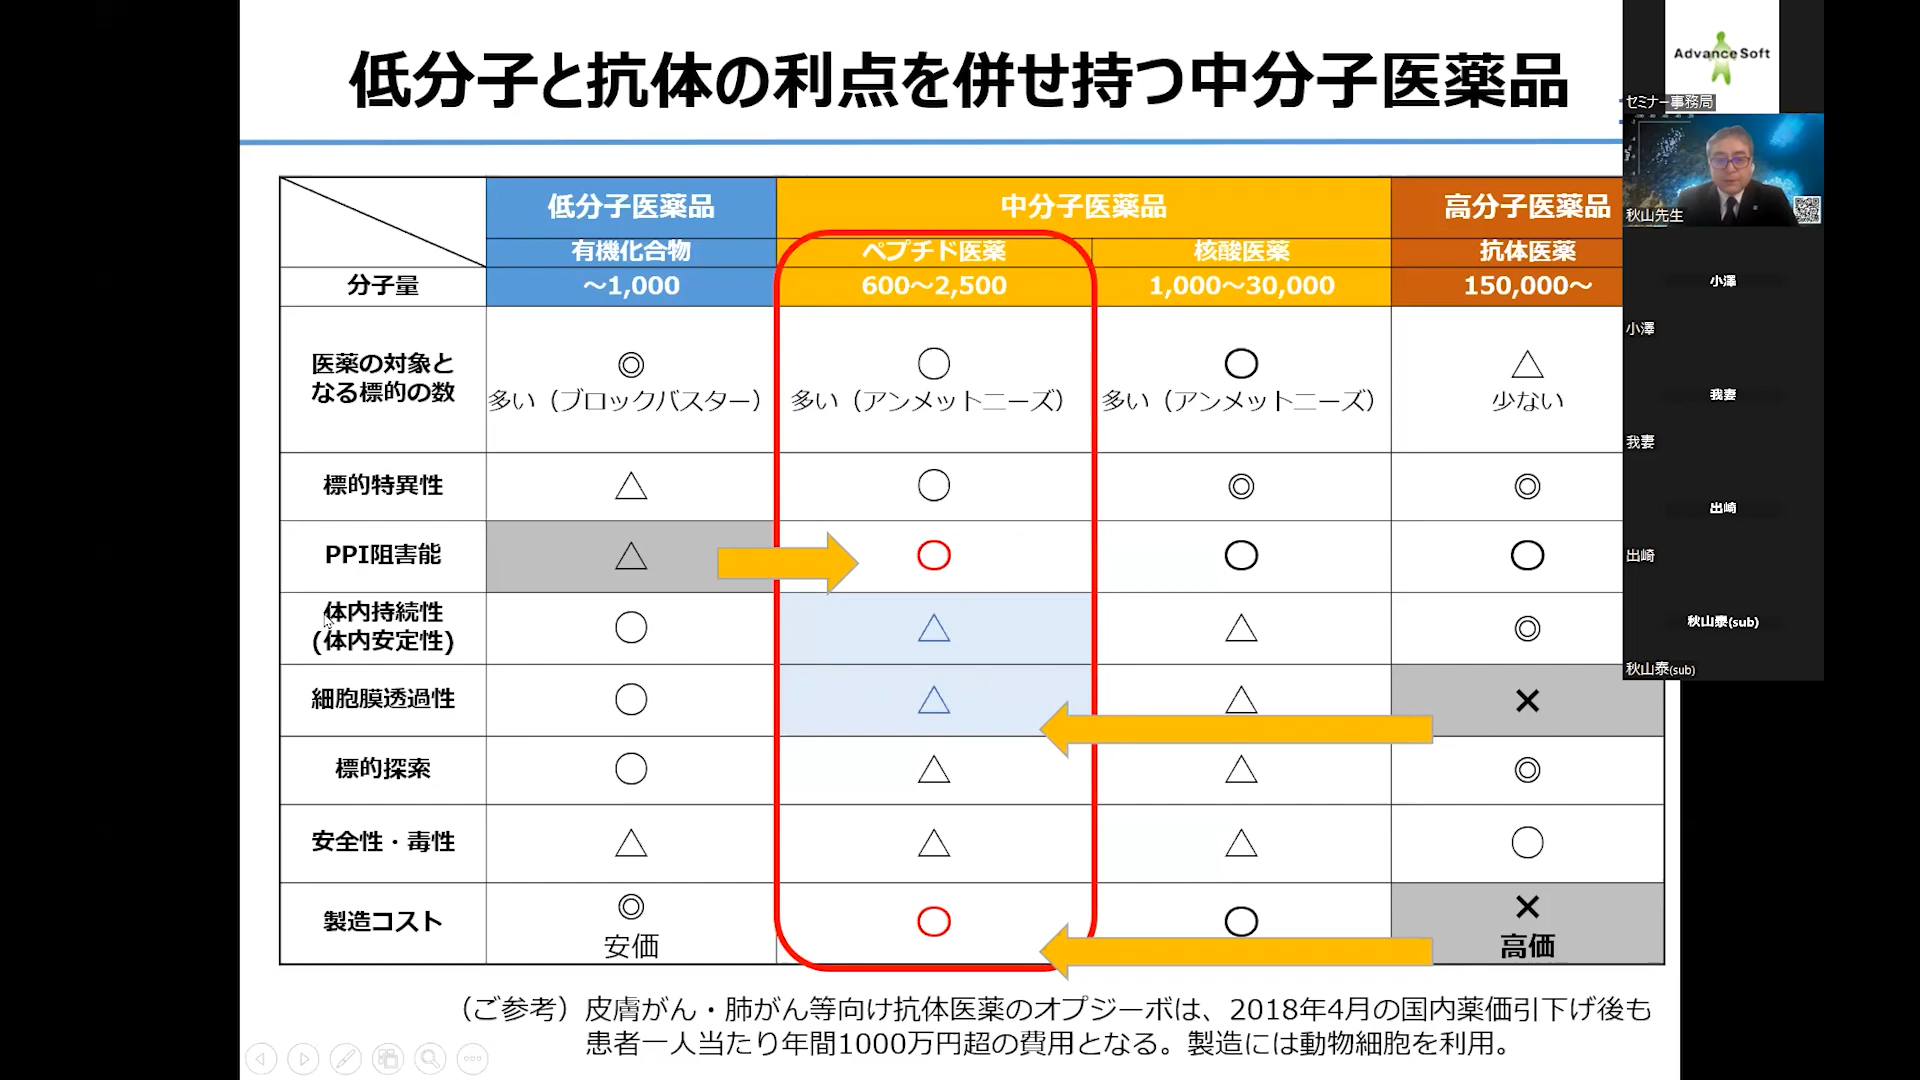 低分子と抗体の利点を併せ持つ中分子医薬品
低分子医薬品 中分子医薬品 高分子医薬品
有機化合物 ペプチド医薬 核酸医薬 抗体医薬
分子量 ～1,000 600～2,500 1,000～30,000 150,000～
医薬の対象と
なる標的の数
◎ ○ ○ △
多い（ブロックバスター） 多い（アンメットニーズ） 多い（アンメットニーズ） 少ない
標的特異性 △ ○ ◎ ◎
PPI阻害能 △ ○ ○ ○
体内持続性
(体内安定性)
○ △ △ ◎
細胞膜透過性 ○ △ △ ×
標的探索 ○ △ △ ◎
安全性・毒性 △ △ △ ○
製造コスト ◎ ○ ○ ×
安価 高価
（ご参考）皮膚がん・肺がん等向け抗体医薬のオプジーボは、2018年4月の国内薬価引下げ後も
患者一人当たり年間1000万円超の費用となる。製造には動物細胞を利用。
AdvanceSoft
セミナー事務局
秋山先生
小澤
小澤
我妻
我妻
出崎
出崎
秋山泰(sub)
秋山泰(sub)